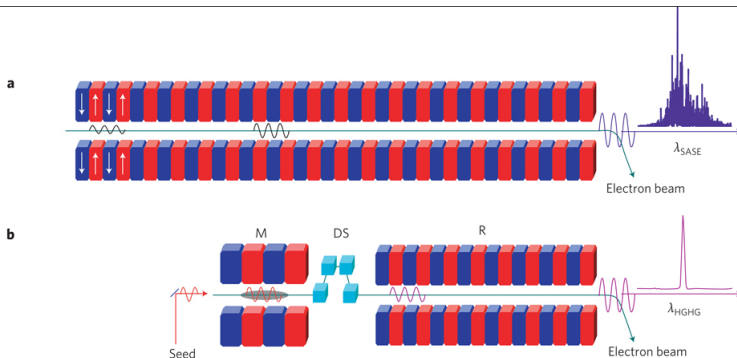 a
λSASE
Electron beam
b
M DS R
λHGHG
Seed
Electron beam